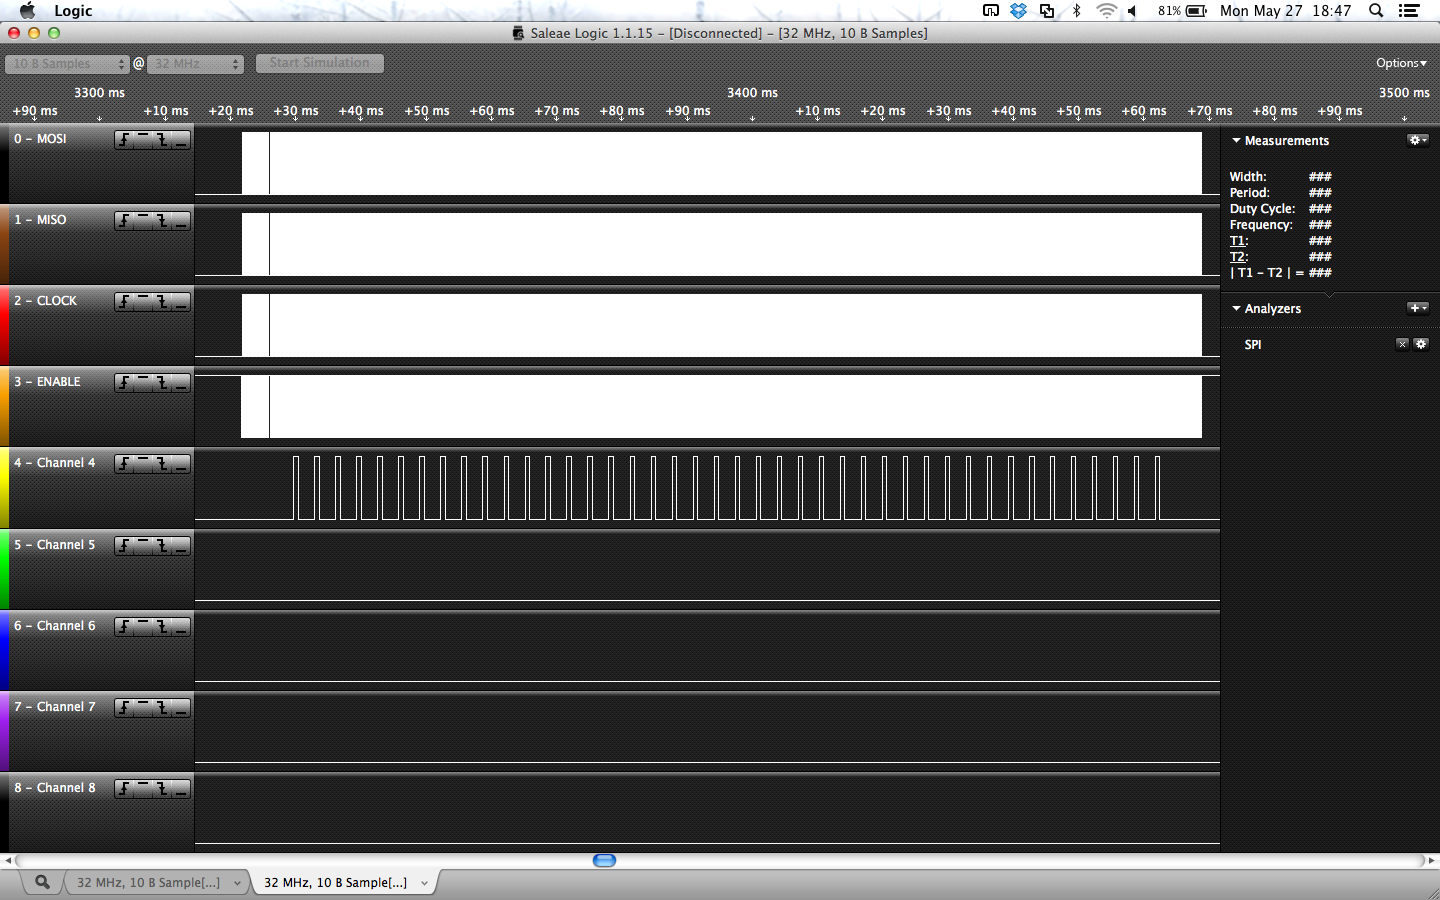 Logic
81%
Mon May 27 18:47
Saleae Logic 1.1.15 – [Disconnected] – [32 MHz, 10 B Samples]
10 B Samples @ 32 MHz Start Simulation
Options
3300 ms 3400 ms 3500 ms
+90 ms +10 ms +20 ms +30 ms +40 ms +50 ms +60 ms +70 ms +80 ms +90 ms +10 ms +20 ms +30 ms +40 ms +50 ms +60 ms +70 ms +80 ms +90 ms
0 – MOSI
1 – MISO
2 – CLOCK
3 – ENABLE
4 – Channel 4
5 – Channel 5
6 – Channel 6
7 – Channel 7
8 – Channel 8
Measurements
Width: ###
Period: ###
Duty Cycle: ###
Frequency: ###
T1: ###
T2: ###
| T1 – T2 | = ###
Analyzers
SPI
32 MHz, 10 B Sample[...]
32 MHz, 10 B Sample[...]